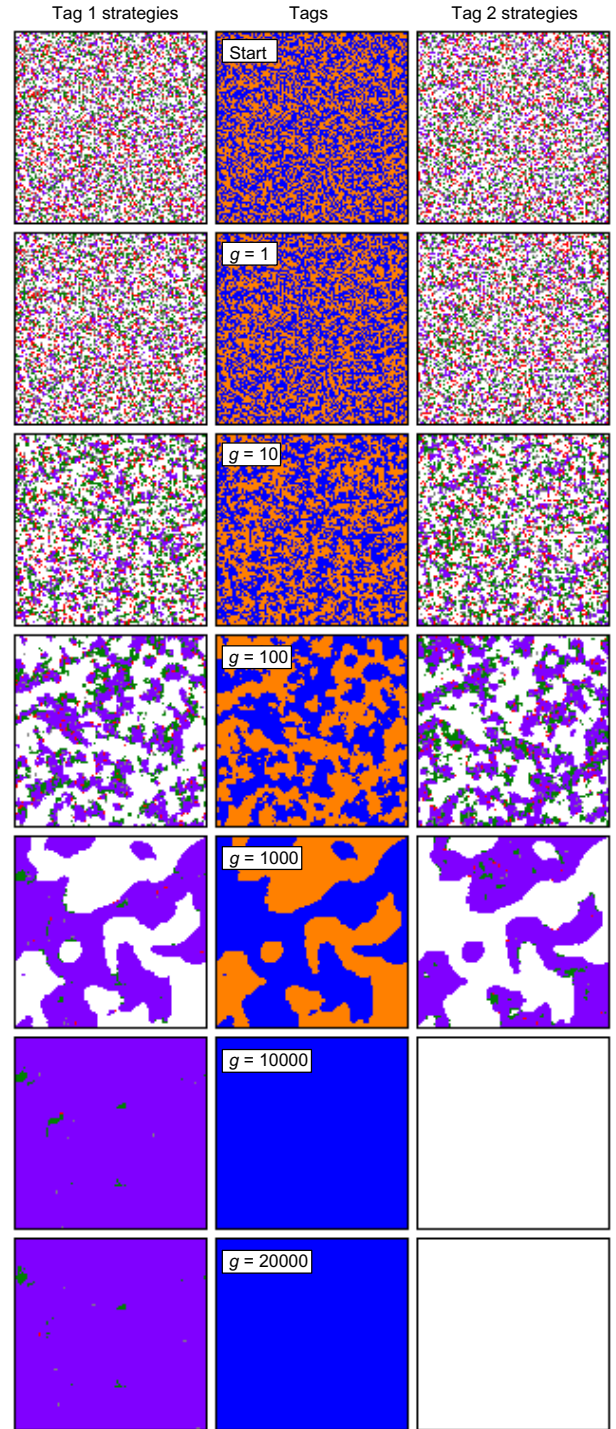 Tag 1 strategies
Tags
Tag 2 strategies
Start
g = 1
g = 10
g = 100
g = 1000
g = 10000
g = 20000